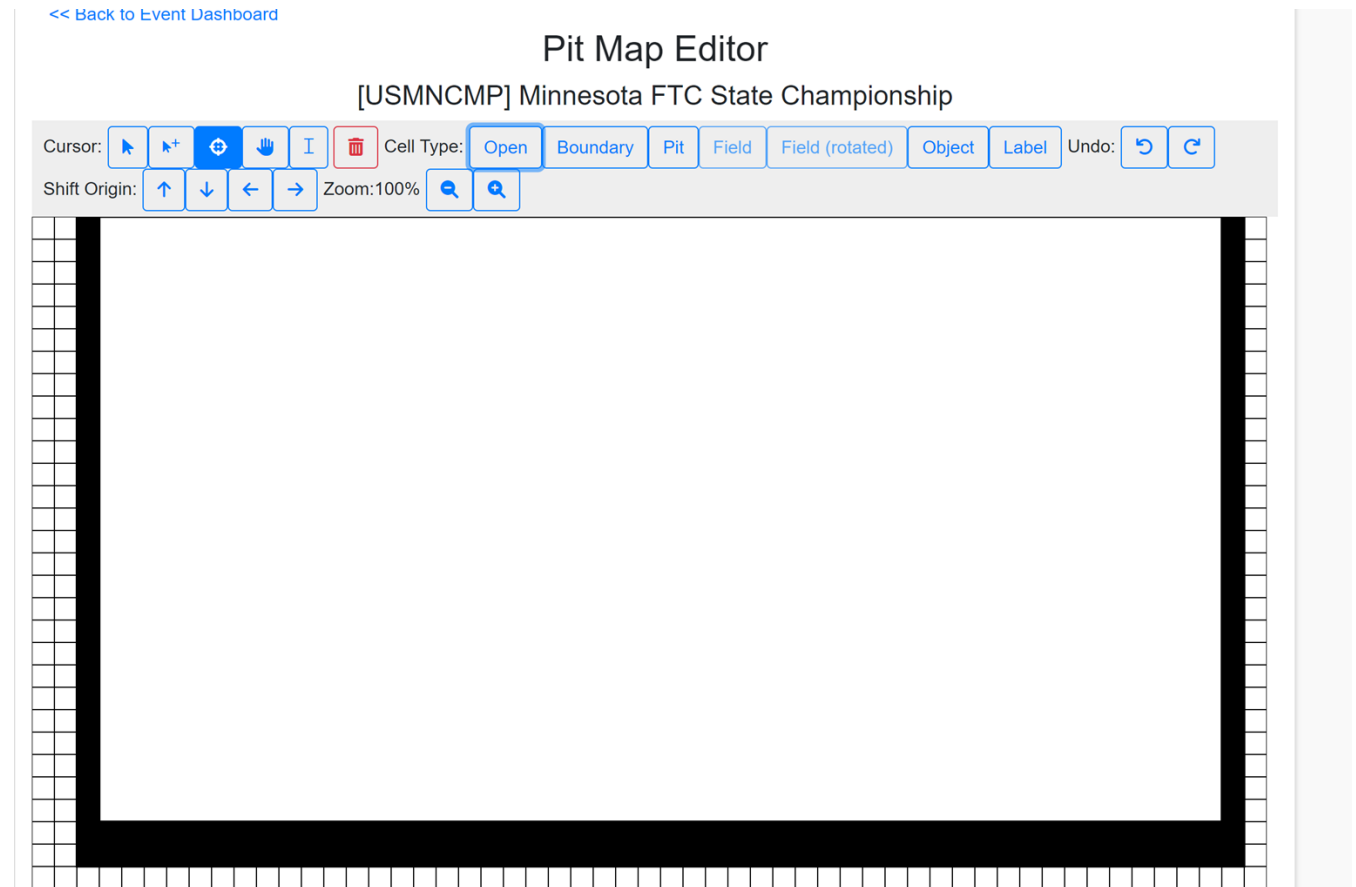 << Back to Event Dashboard
Pit Map Editor
[USMNCMP] Minnesota FTC State Championship
Cursor: Cell Type: Open Boundary Pit Field Field (rotated) Object Label Undo:
Shift Origin: Zoom:100%